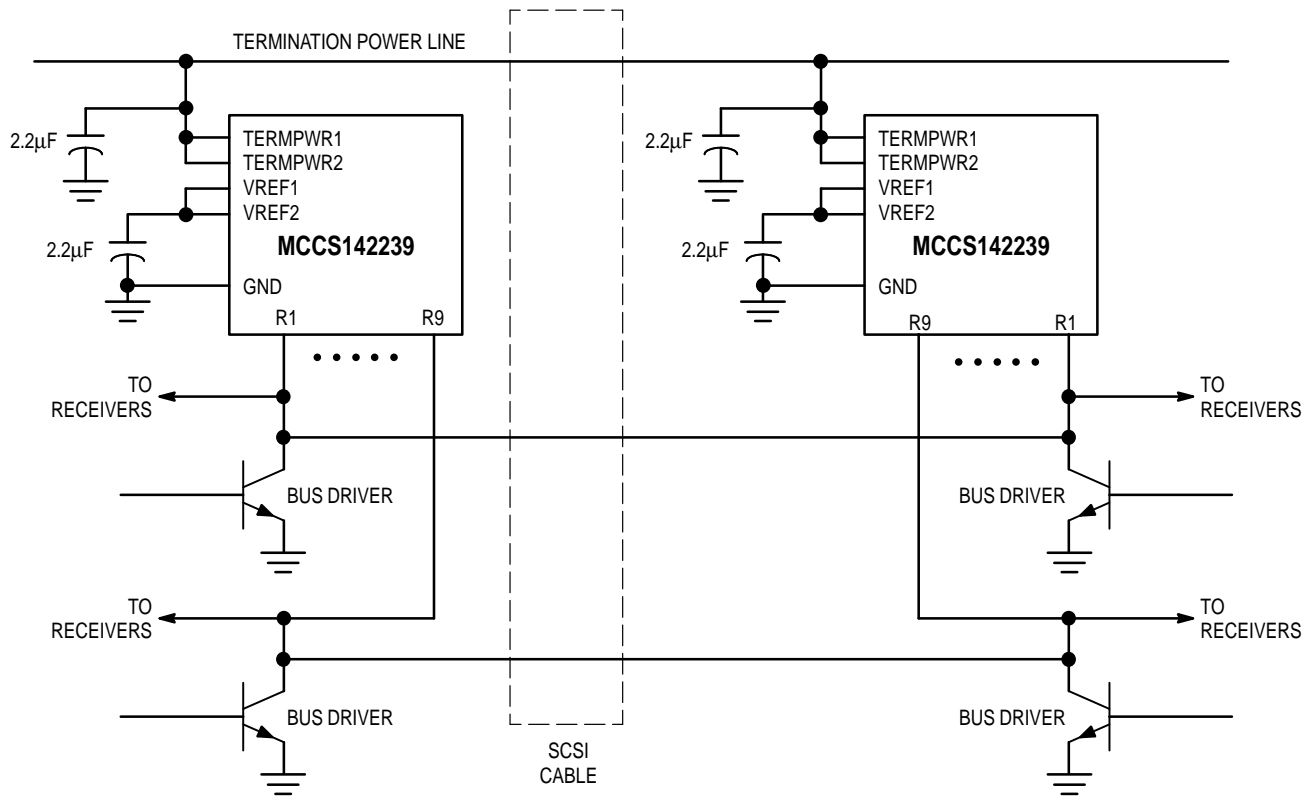 TERMINATION POWER LINE
2.2μF
TERMPWR1
TERMPWR2
VREF1
VREF2
2.2μF
MCCS142239
GND
R1
R9
2.2μF
TERMPWR1
TERMPWR2
VREF1
VREF2
2.2μF
MCCS142239
GND
R9
R1
TO
RECEIVERS
TO
RECEIVERS
BUS DRIVER
BUS DRIVER
TO
RECEIVERS
TO
RECEIVERS
BUS DRIVER
BUS DRIVER
SCSI
CABLE